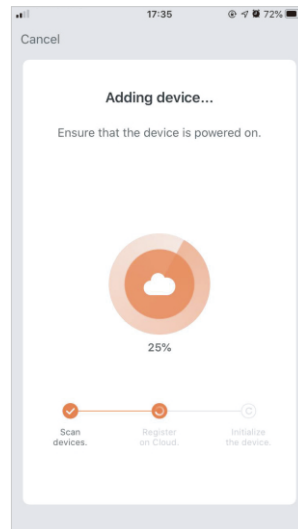 17:35
72%
Cancel
Adding device...
Ensure that the device is powered on.
25%
Scan
devices.
Register
on Cloud.
Initialize
the device.